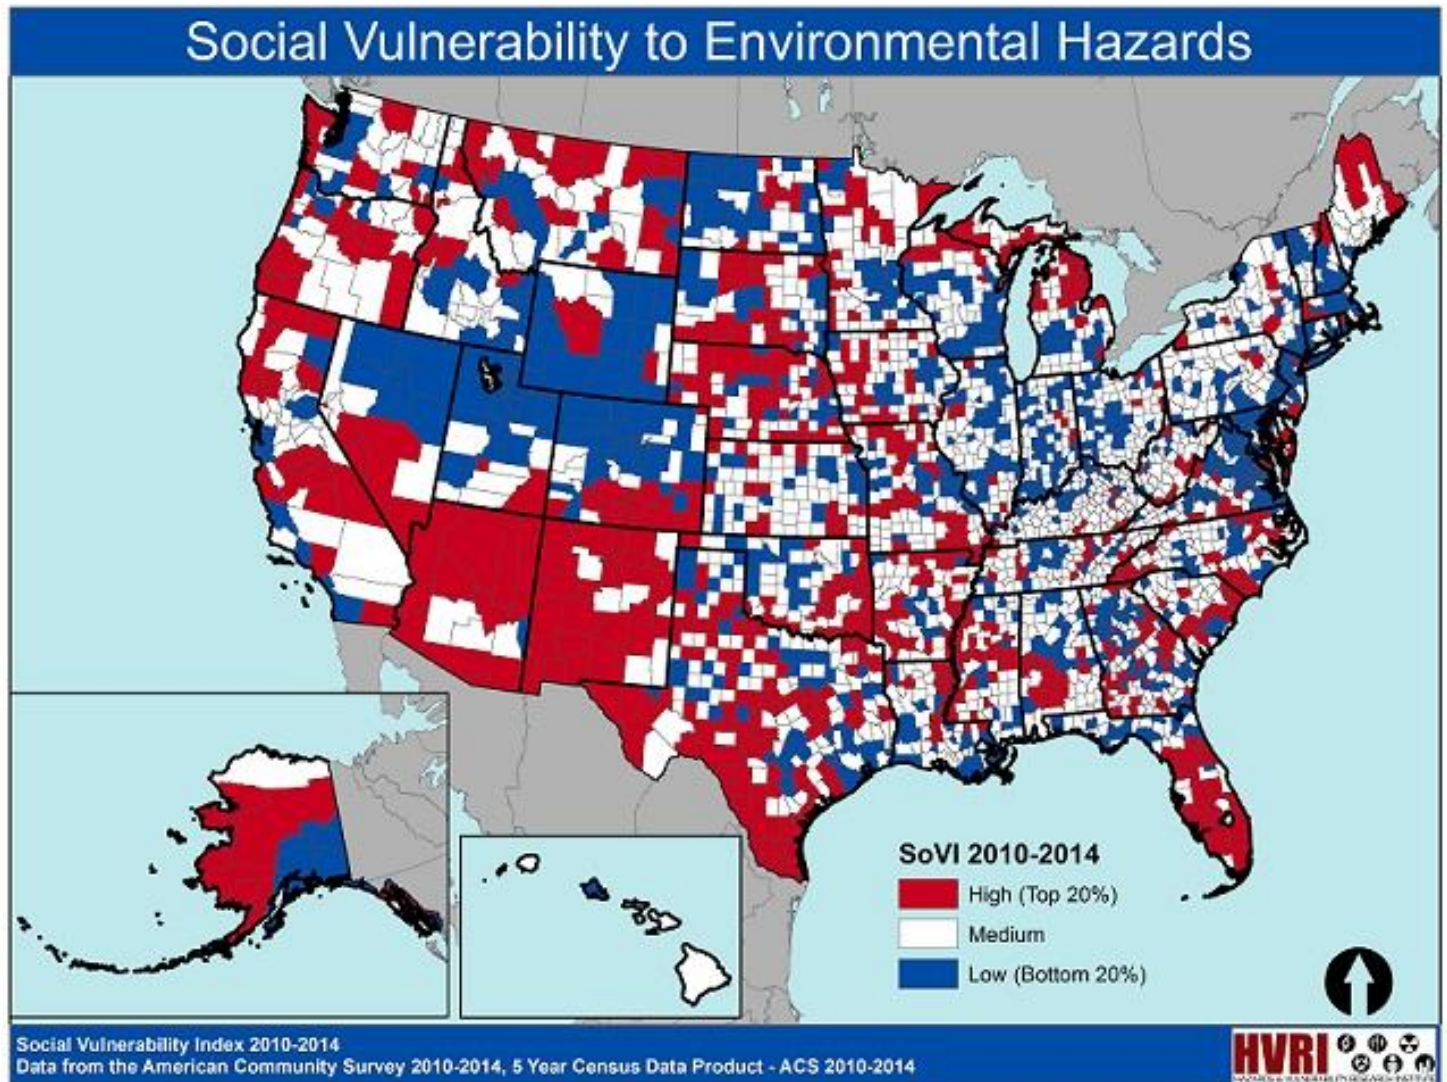 Social Vulnerability to Environmental Hazards
SoVI 2010-2014
High (Top 20%)
Medium
Low (Bottom 20%)
Social Vulnerability Index 2010-2014
Data from the American Community Survey 2010-2014, 5 Year Census Data Product - ACS 2010-2014
HVRI